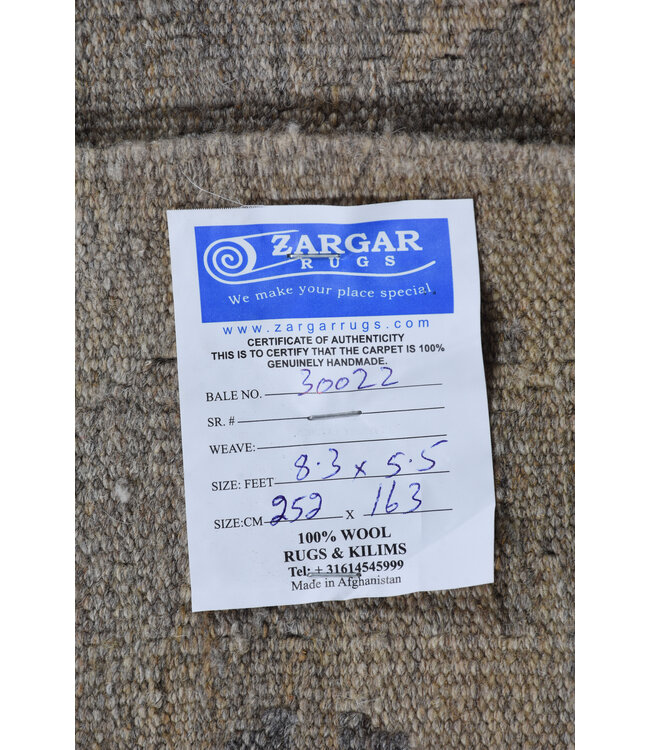 ZARGAR
RUGS
We make your place special.
www.zargarrugs.com
CERTIFICATE OF AUTHENTICITY
THIS IS TO CERTIFY THAT THE CARPET IS 100%
GENUINELY HANDMADE.
BALE NO. 30022
SR. #
WEAVE:
SIZE: FEET 8.3 x 5.5
SIZE:CM 252 X 163
100% WOOL
RUGS & KILIMS
Tel: + 31614545999
Made in Afghanistan